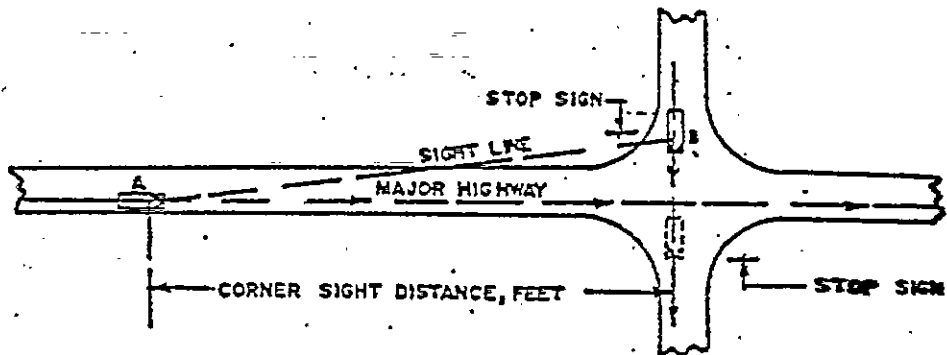 STOP SIGN
B
SIGHT LINE
A
MAJOR HIGHWAY
CORNER SIGHT DISTANCE, FEET
STOP SIGN